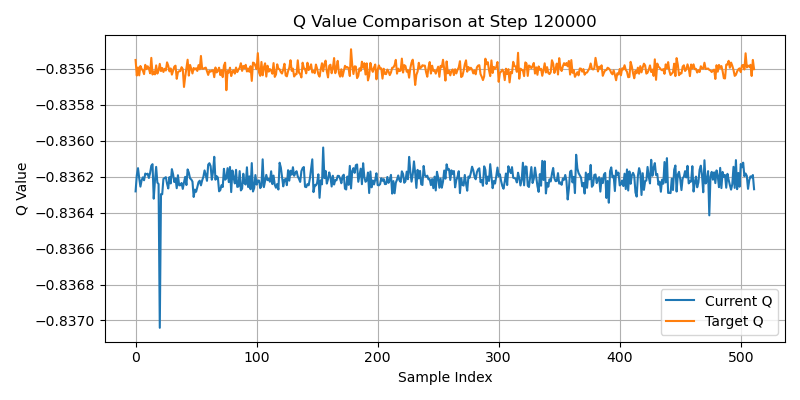 Q Value Comparison at Step 120000
Q Value
−0.8356
−0.8358
−0.8360
−0.8362
−0.8364
−0.8366
−0.8368
−0.8370
0 100 200 300 400 500
Sample Index
Current Q
Target Q